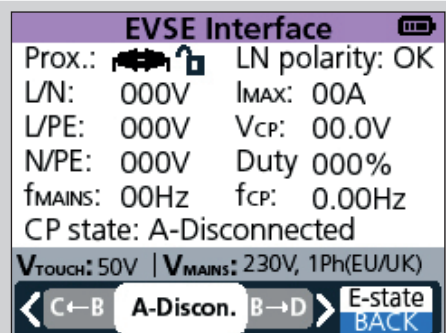 EVSE Interface
Prox.: LN polarity: OK
L/N: 000V IMAX: 00A
L/PE: 000V VCP: 00.0V
N/PE: 000V Duty 000%
fMAINS: 00Hz fCP: 0.00Hz
CP state: A-Disconnected
VTOUCH: 50V | VMAINS: 230V, 1Ph(EU/UK)
C←B A-Discon. B→D E-state
BACK